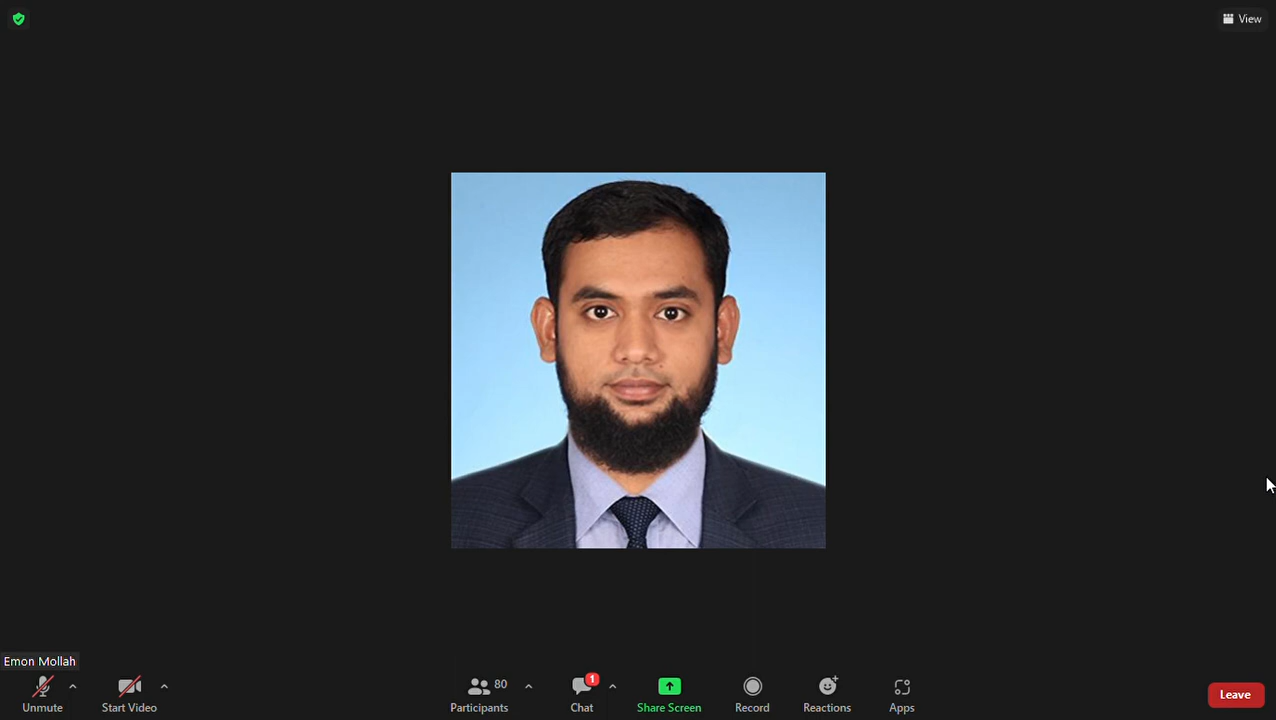 View
Emon Mollah
Unmute
Start Video
80
Participants
1
Chat
Share Screen
Record
Reactions
Apps
Leave